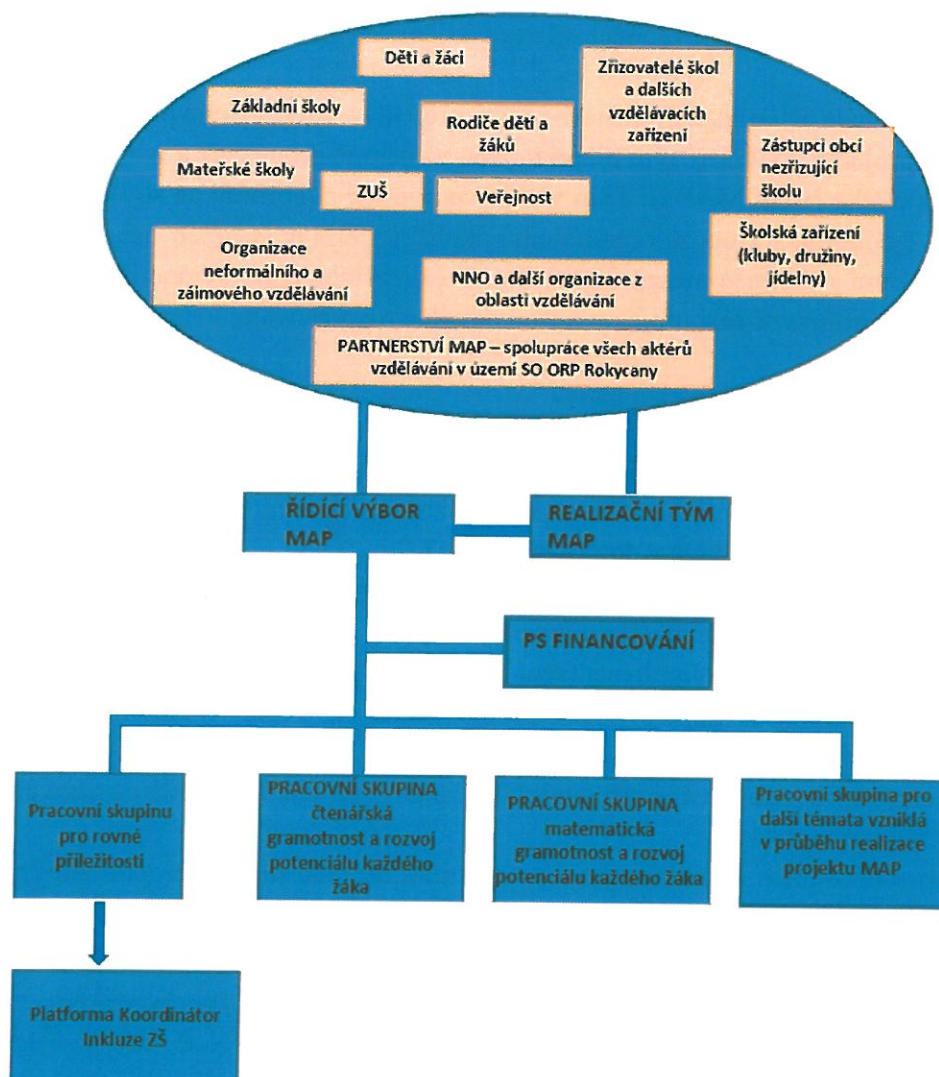 Děti a žáci
Zřizovatelé škol
a dalších
vzdělávacích
zařízení
Základní školy
Rodiče dětí a
žáků
Zástupci obcí
nezřizující
školu
Mateřské školy
ZUŠ
Veřejnost
Školská zařízení
(kluby, družiny,
jídelny)
Organizace
neformálního a
záimového vzdělávání
NNO a další organizace z
oblasti vzdělávání
PARTNERSTVÍ MAP – spolupráce všech aktérů
vzdělávání v území SO ORP Rokycany
ŘÍDÍCÍ VÝBOR
MAP
REALIZAČNÍ TÝM
MAP
PS FINANCOVÁNÍ
Pracovní skupinu
pro rovné
příležitosti
PRACOVNÍ SKUPINA
čtenářská
gramotnost a rozvoj
potenciálu každého
žáka
PRACOVNÍ SKUPINA
matematická
gramotnost a rozvoj
potenciálu každého žáka
Pracovní skupina pro
další témata vzniklá
v průběhu realizace
projektu MAP
Platforma Koordinátor
Inkluze ZŠ